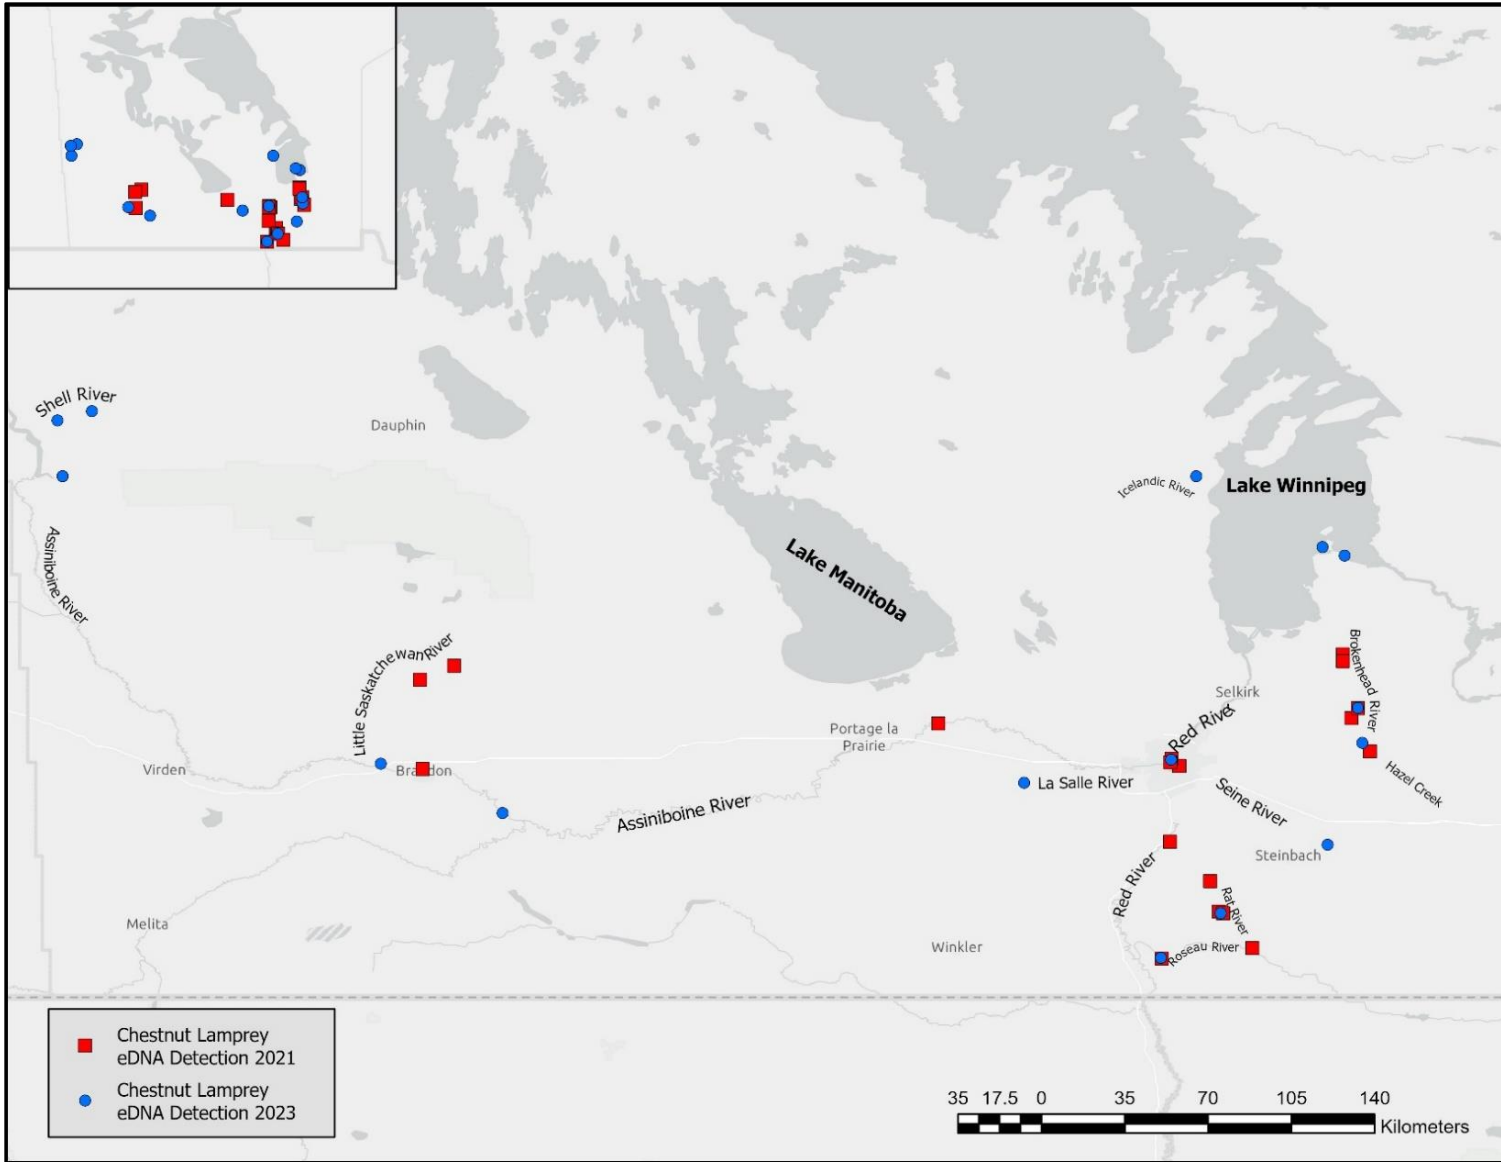 Shell River
Dauphin
Icelandic River
Lake Winnipeg
Assiniboine River
Lake Manitoba
Little Saskatchewan River
Brokenhead River
Selkirk
Portage la
Prairie
Red River
Virden
Brandon
La Salle River
Hazel Creek
Seine River
Assiniboine River
Steinbach
Red River
Rat River
Melita
Winkler
Roseau River
Chestnut Lamprey
eDNA Detection 2021
Chestnut Lamprey
eDNA Detection 2023
35 17.5 0 35 70 105 140
Kilometers